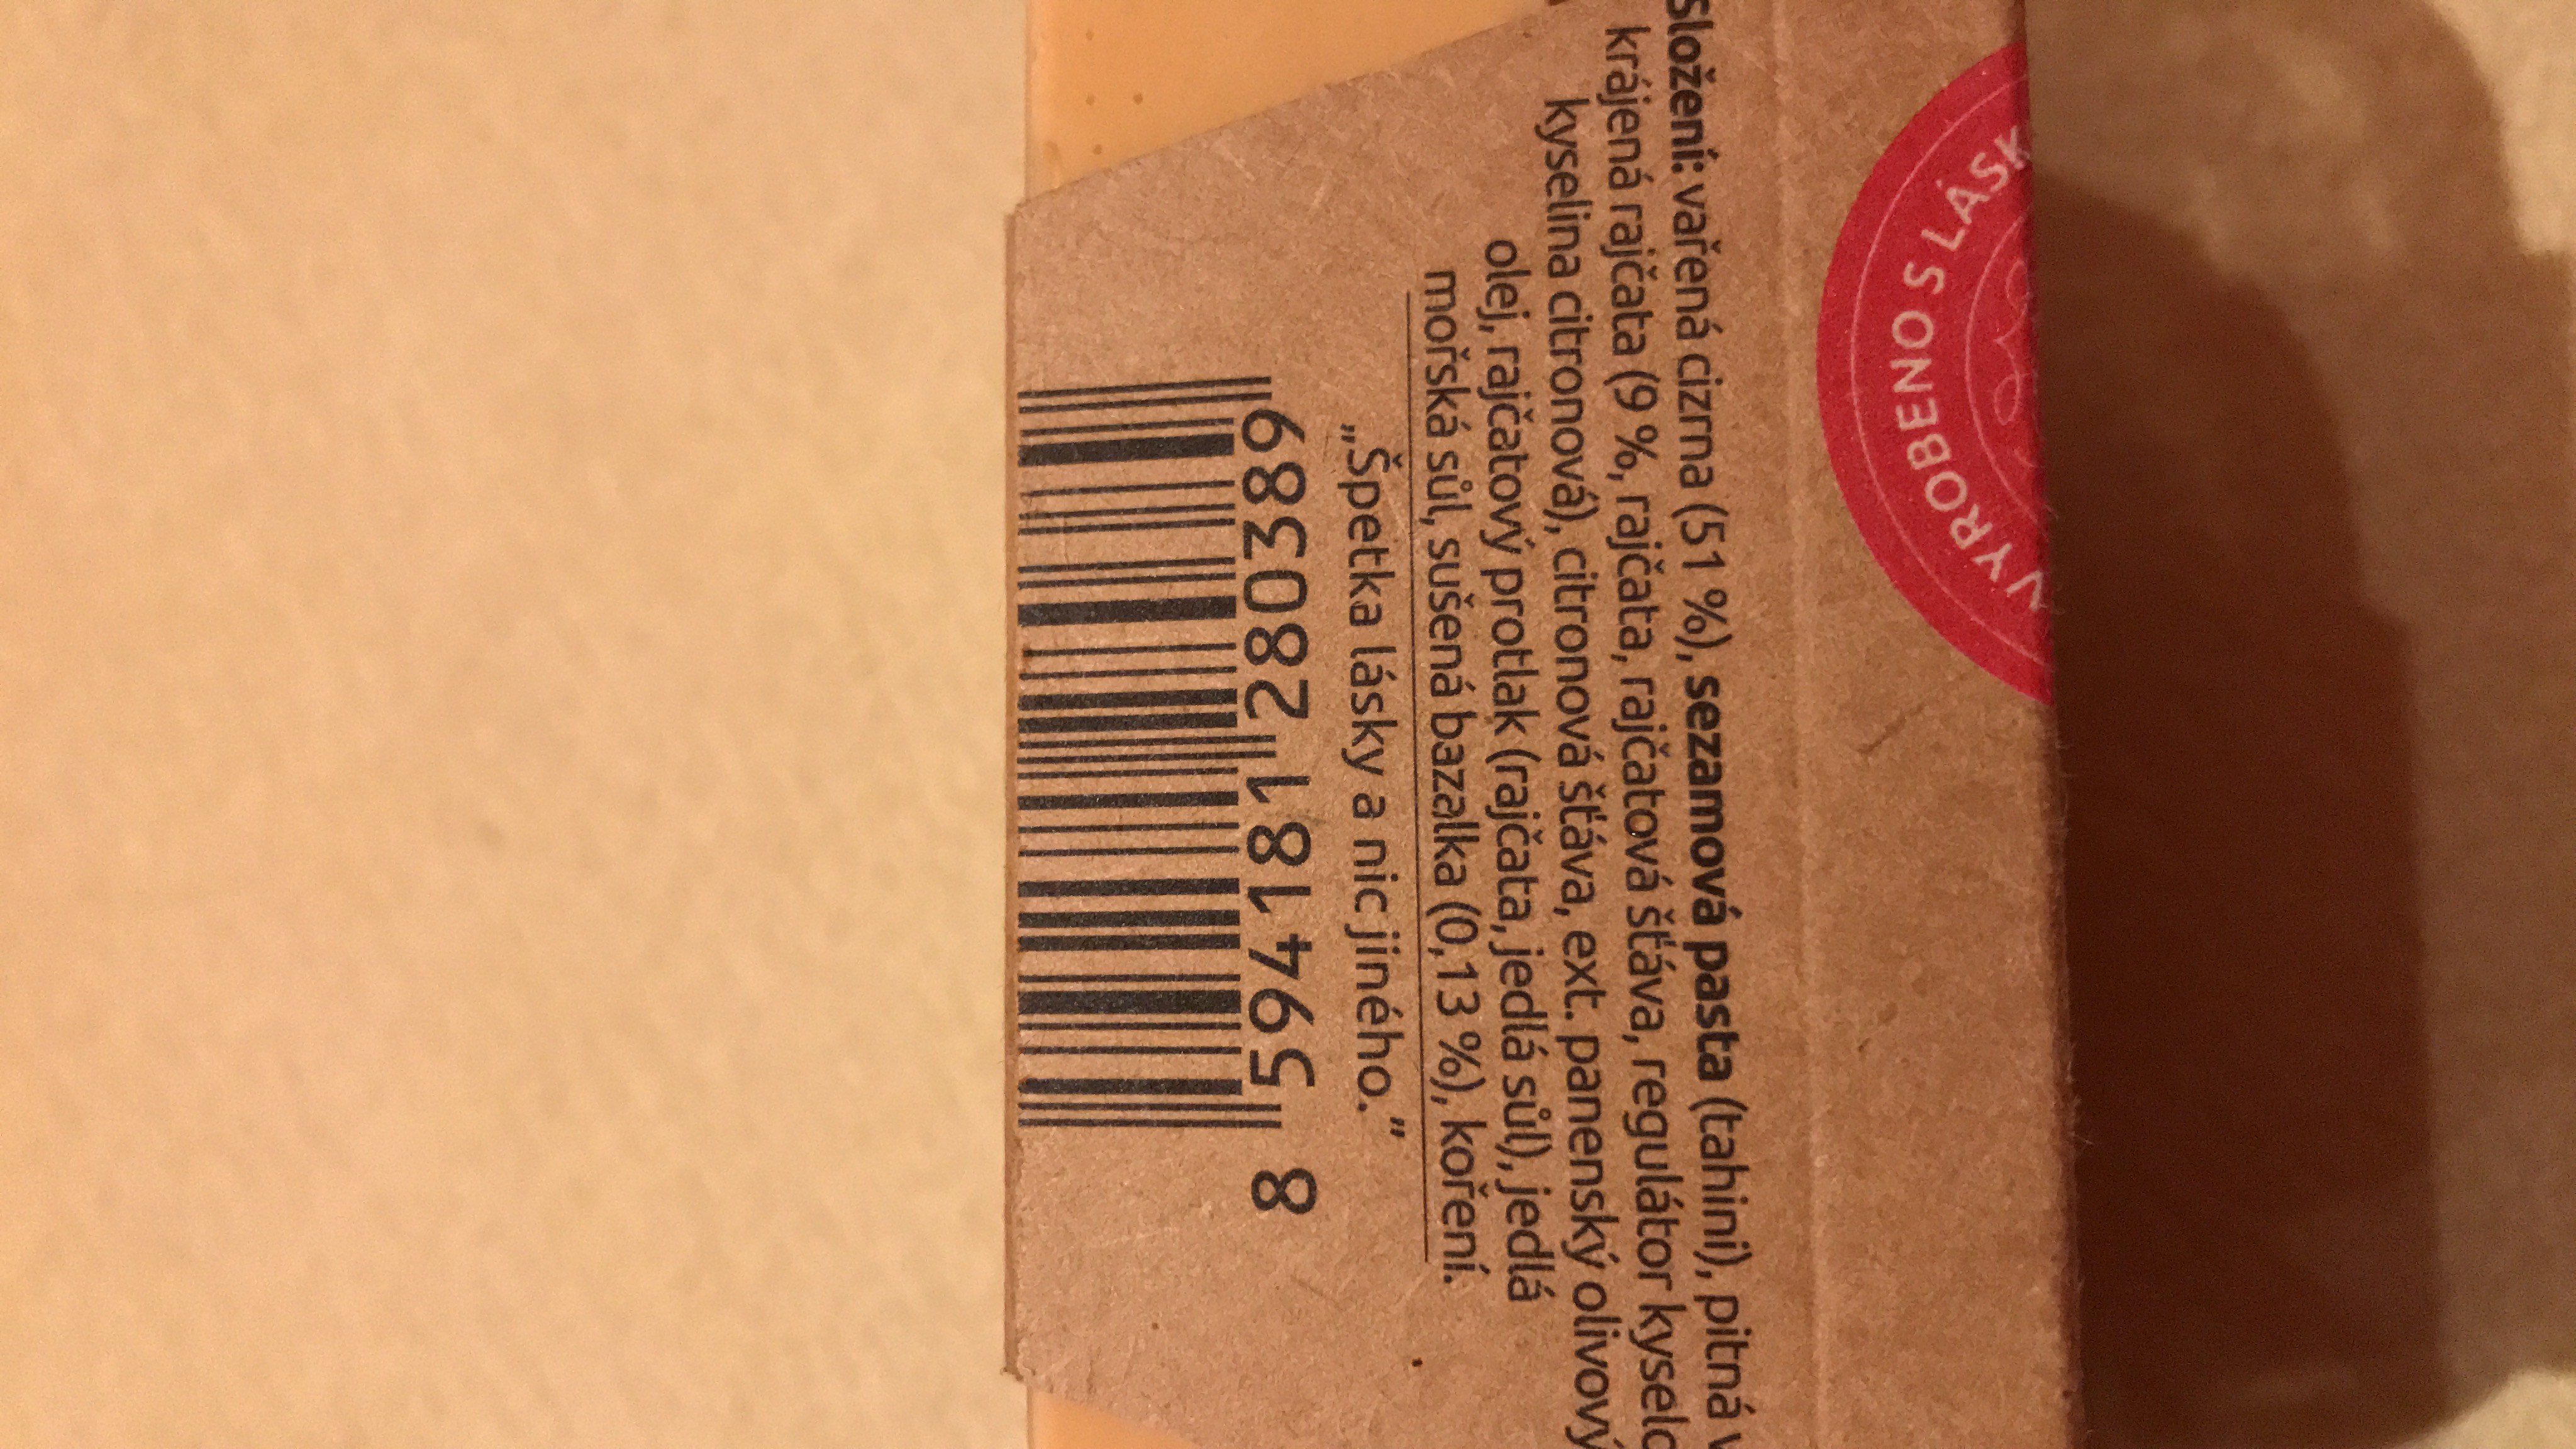 VYROBENO S LÁSK
Složení: vařená cizrna (51 %), sezamová pasta (tahini), pitná v
krájená rajčata (9 %, rajčata, rajčatová šťáva, regulátor kyselo
kyselina citronová), citronová šťáva, ext. panenský olivový
olej, rajčatový protlak (rajčata, jedlá sůl), jedlá
mořská sůl, sušená bazalka (0,13 %), koření.
„Špetka lásky a nic jiného.”
8 594181 280389